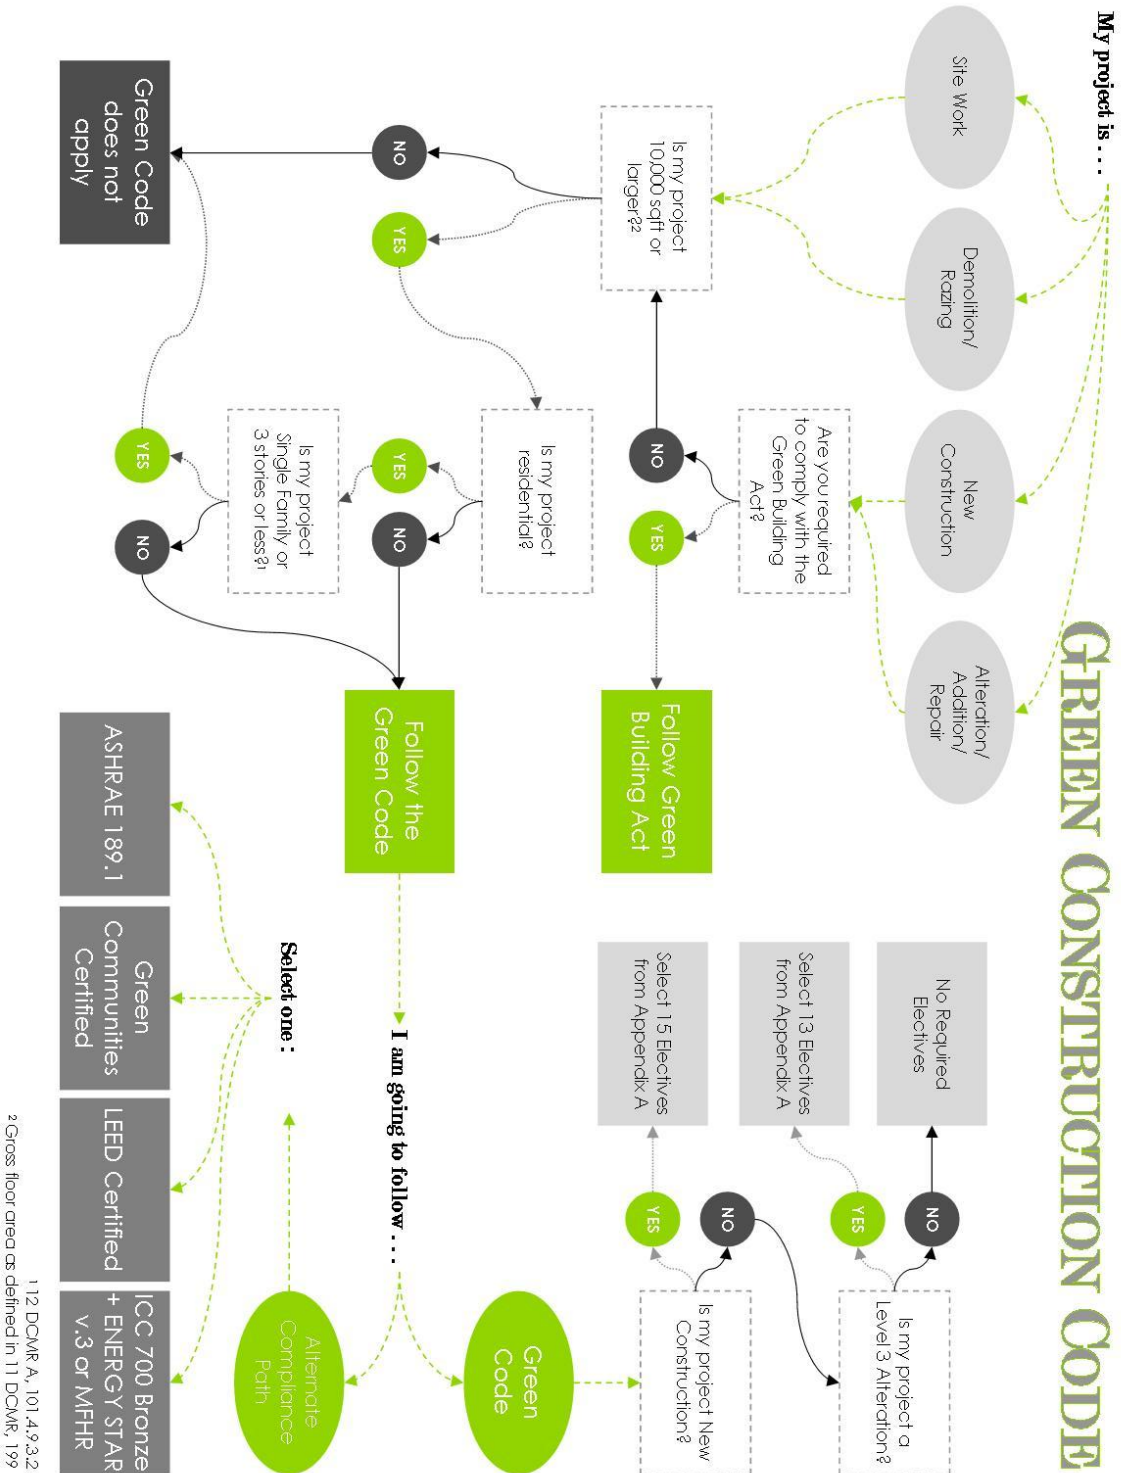 GREEN CONSTRUCTION CODE
My project is . . .
Site Work
Demolition/
Razing
New
Construction
Alteration/
Addition/
Repair
Are you required
to comply with the
Green Building
Act?
NO
YES
Follow Green
Building Act
Is my project
10,000 sqft or
larger?²
NO
YES
Green Code
does not
apply
Is my project
residential?
YES
NO
Is my project
Single Family or
3 stories or less?¹
YES
NO
Follow the
Green Code
I am going to follow . . .
Green
Code
Alternate
Compliance
Path
Is my project New
Construction?
YES
NO
Select 15 Electives
from Appendix A
Is my project a
Level 3 Alteration?
YES
NO
Select 13 Electives
from Appendix A
No Required
Electives
Select one :
ASHRAE 189.1
Green
Communities
Certified
LEED Certified
ICC 700 Bronze
+ ENERGY STAR
v.3 or MFHR
¹ 12 DCMR A, 101.4.9.3.2
² Gross floor area as defined in 11 DCMR, 199